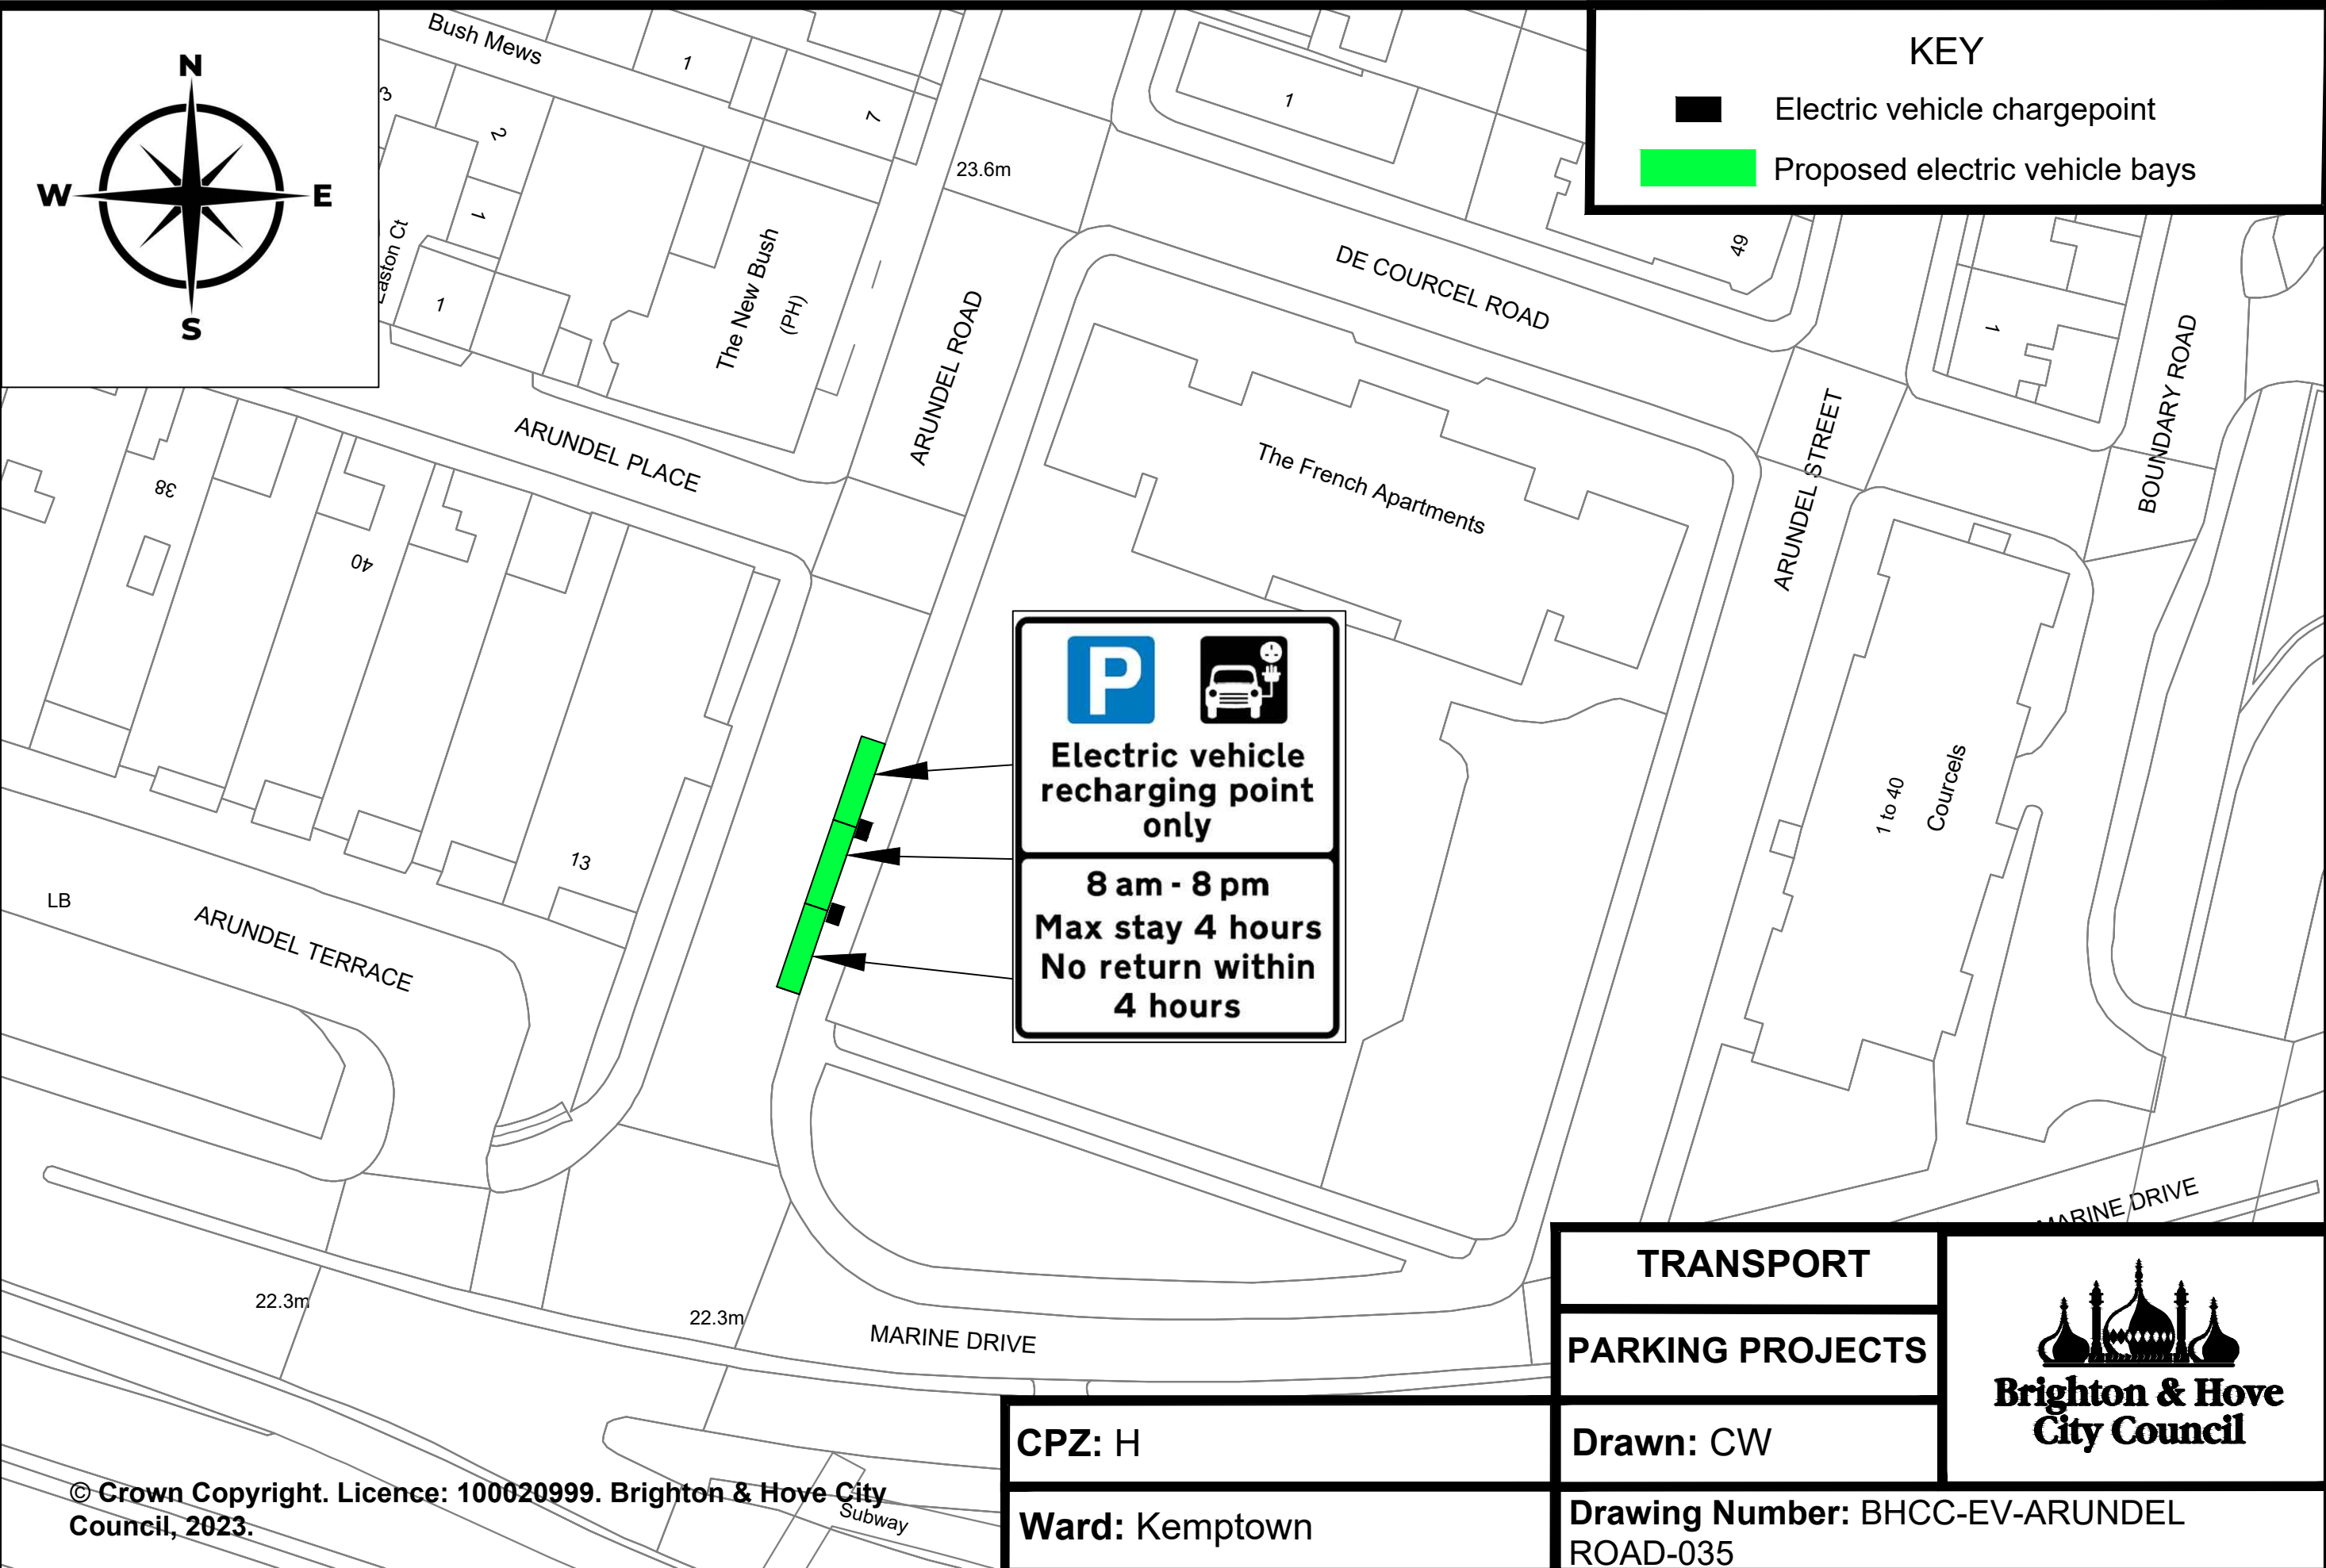 N
W
E
S
KEY
Electric vehicle chargepoint
Proposed electric vehicle bays
Bush Mews
1
7
3
2
1
1
Easton Ct
The New Bush
(PH)
23.6m
1
49
1
DE COURCEL ROAD
ARUNDEL ROAD
ARUNDEL PLACE
38
40
The French Apartments
ARUNDEL STREET
BOUNDARY ROAD
P
Electric vehicle
recharging point
only
8 am - 8 pm
Max stay 4 hours
No return within
4 hours
13
LB
ARUNDEL TERRACE
1 to 40
Courcels
MARINE DRIVE
22.3m
22.3m
MARINE DRIVE
Subway
© Crown Copyright. Licence: 100020999. Brighton & Hove City
Council, 2023.
TRANSPORT
PARKING PROJECTS
CPZ: H
Drawn: CW
Ward: Kemptown
Drawing Number: BHCC-EV-ARUNDEL
ROAD-035
Brighton & Hove
City Council